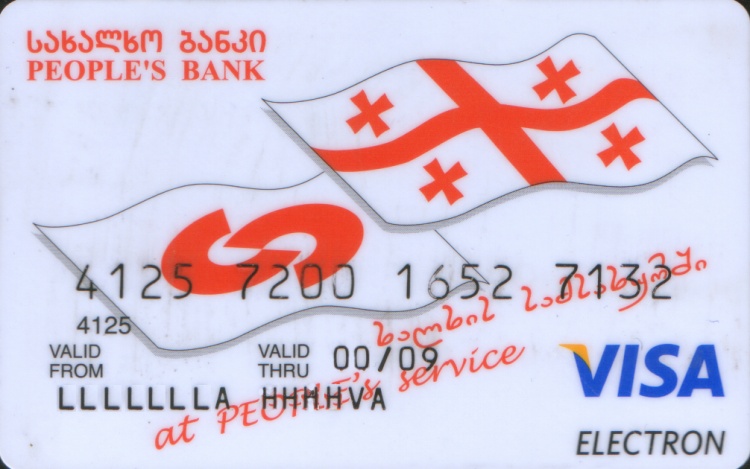 სახალხო ბანკი
PEOPLE'S BANK
4125 7200 1652 7132
4125
ხალხის სამსახურში
VALID FROM
VALID THRU 00/09
LLLLLLLA HHHHVA
at PEOPLE's service
VISA
ELECTRON